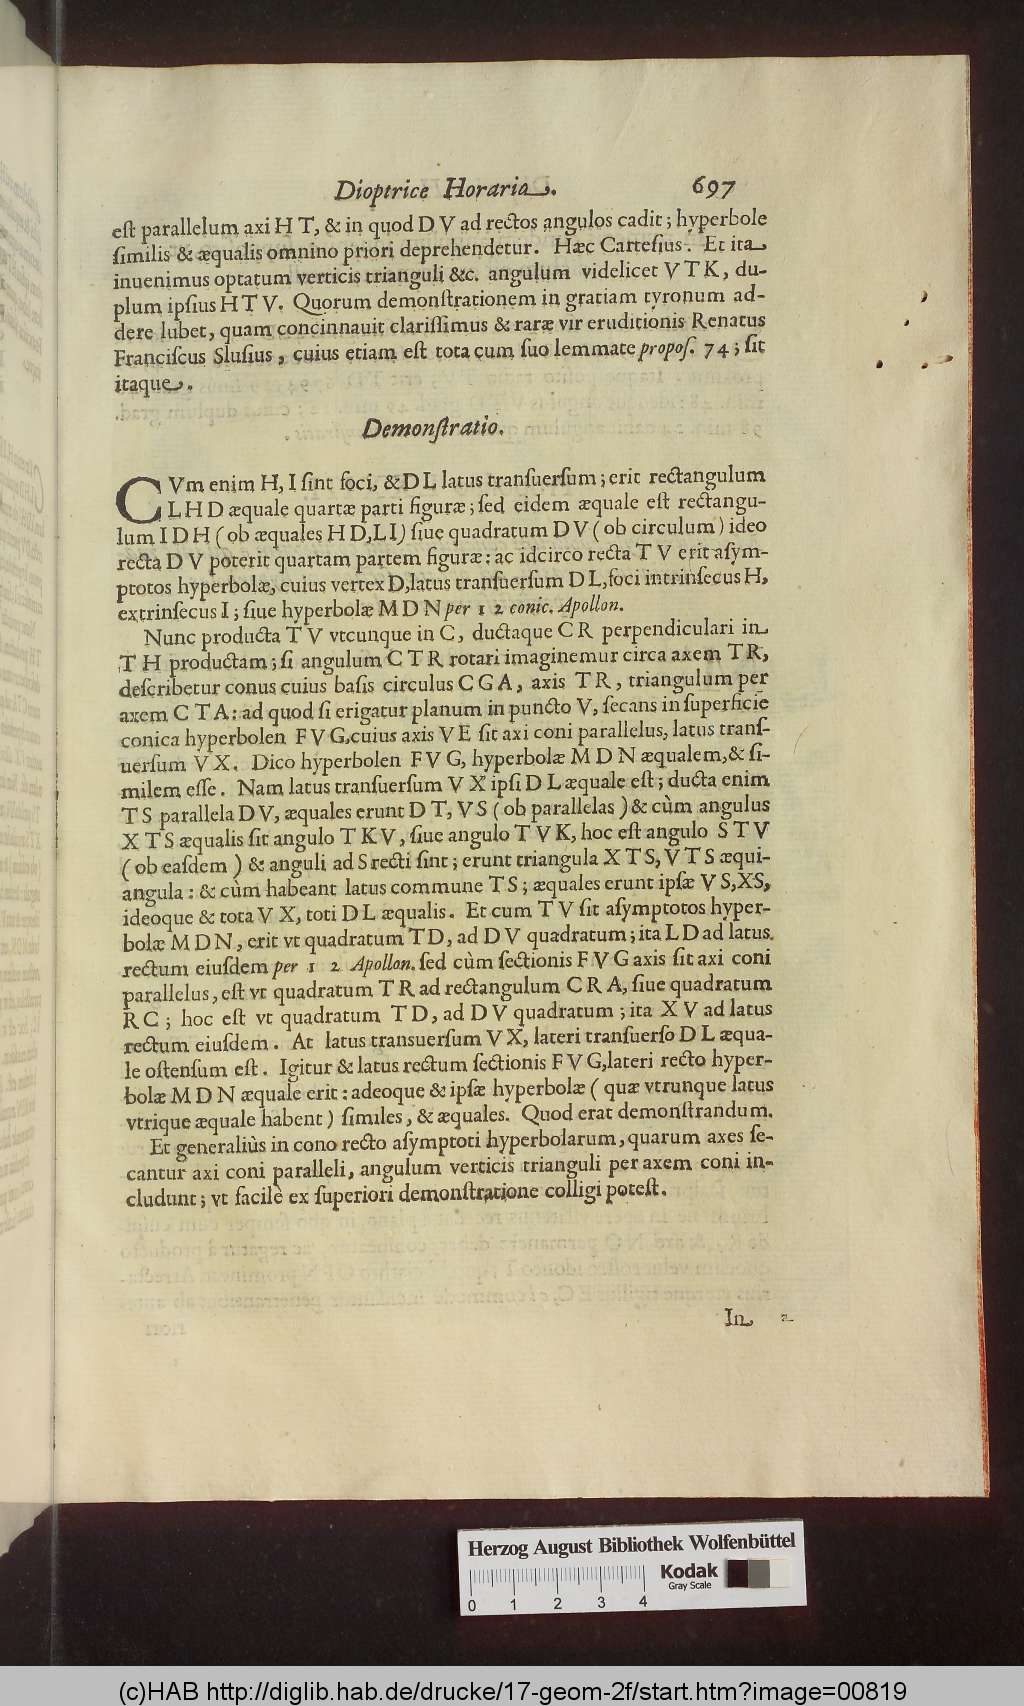 Dioptrice Horaria. 697
eſt parallelum axi H T, & in quod D V ad rectos angulos cadit; hyperbole
ſimilis & æqualis omnino priori deprehendetur. Hæc Carteſius. Et ita
inuenimus optatum verticis trianguli &c. angulum videlicet V T K, du-
plum ipſius H T V. Quorum demonſtrationem in gratiam tyronum ad-
dere lubet, quam concinnauit clariſſimus & raræ vir eruditionis Renatus
Franciſcus Sluſius, cuius etiam eſt tota cum ſuo lemmate propoſ. 74; ſit
itaque.
Demonſtratio.
CVm enim H, I ſint foci, & D L latus tranſuerſum; erit rectangulum
L H D æquale quartæ parti figuræ; ſed eidem æquale eſt rectangu-
lum I D H (ob æquales H D, L I) ſiue quadratum D V (ob circulum) ideo
recta D V poterit quartam partem figuræ: ac idcirco recta T V erit aſym-
ptotos hyperbolæ, cuius vertex D, latus tranſuerſum D L, foci intrinſecus H,
extrinſecus I; ſiue hyperbolæ M D N per 1 2 conic. Apollon.
Nunc producta T V vtcunque in C, ductaque C R perpendiculari in
T H productam; ſi angulum C T R rotari imaginemur circa axem T R,
deſcribetur conus cuius baſis circulus C G A, axis T R, triangulum per
axem C T A: ad quod ſi erigatur planum in puncto V, ſecans in ſuperficie
conica hyperbolen F V G, cuius axis V E ſit axi coni parallelus, latus tranſ-
uerſum V X. Dico hyperbolen F V G, hyperbolæ M D N æqualem, & ſi-
milem eſſe. Nam latus tranſuerſum V X ipſi D L æquale eſt; ducta enim
T S parallela D V, æquales erunt D T, V S (ob parallelas) & cùm angulus
X T S æqualis ſit angulo T K V, ſiue angulo T V K, hoc eſt angulo S T V
(ob eaſdem) & anguli ad S recti ſint; erunt triangula X T S, V T S æqui-
angula: & cùm habeant latus commune T S; æquales erunt ipſæ V S, X S,
ideoque & tota V X, toti D L æqualis. Et cum T V ſit aſymptotos hyper-
bolæ M D N, erit vt quadratum T D, ad D V quadratum; ita L D ad latus
rectum eiuſdem per 1 2 Apollon. ſed cùm ſectionis F V G axis ſit axi coni
parallelus, eſt vt quadratum T R ad rectangulum C R A, ſiue quadratum
R C; hoc eſt vt quadratum T D, ad D V quadratum; ita X V ad latus
rectum eiuſdem. At latus transuerſum V X, lateri tranſuerſo D L æqua-
le oſtenſum eſt. Igitur & latus rectum ſectionis F V G, lateri recto hyper-
bolæ M D N æquale erit: adeoque & ipſæ hyperbolæ (quæ vtrunque latus
vtrique æquale habent) ſimiles, & æquales. Quod erat demonſtrandum.
Et generaliùs in cono recto aſymptoti hyperbolarum, quarum axes ſe-
cantur axi coni paralleli, angulum verticis trianguli per axem coni in-
cludunt; vt facilè ex ſuperiori demonſtratione colligi poteſt.
In
Herzog August Bibliothek Wolfenbüttel
Kodak
Gray Scale
0 1 2 3 4
(c)HAB http://diglib.hab.de/drucke/17-geom-2f/start.htm?image=00819